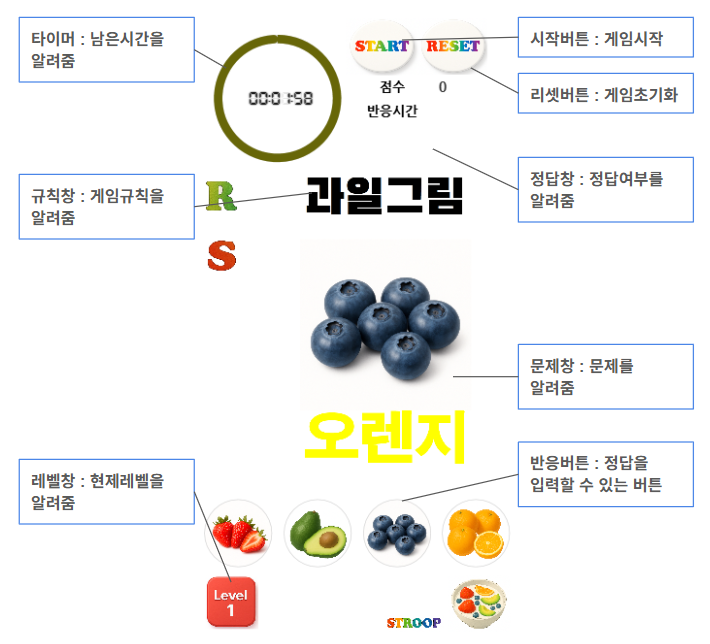 타이머 : 남은시간을
알려줌
START
RESET
시작버튼 : 게임시작
00:01:58
점수 0
반응시간
리셋버튼 : 게임초기화
규칙창 : 게임규칙을
알려줌
R
과일그림
정답창 : 정답여부를
알려줌
S
문제창 : 문제를
알려줌
오렌지
레벨창 : 현제레벨을
알려줌
반응버튼 : 정답을
입력할 수 있는 버튼
Level
1
STROOP